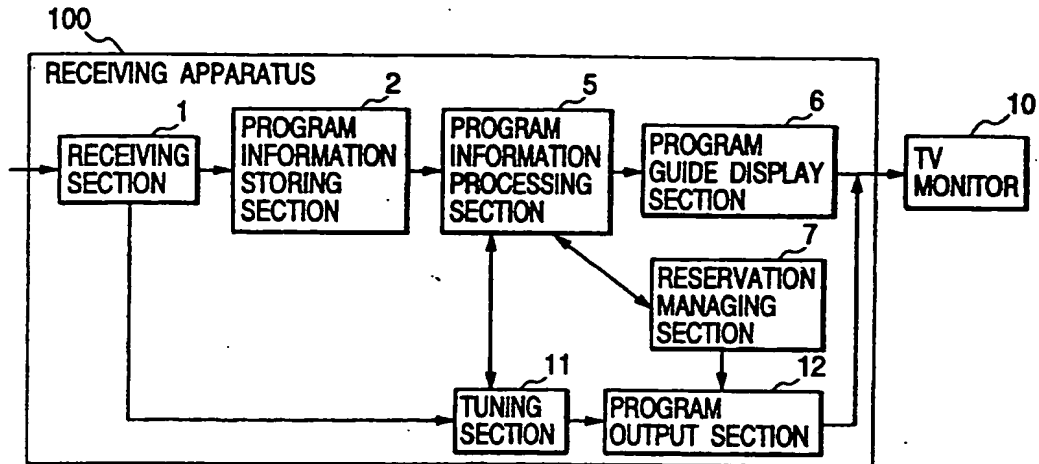 100
RECEIVING APPARATUS
1
RECEIVING
SECTION
2
PROGRAM
INFORMATION
STORING
SECTION
5
PROGRAM
INFORMATION
PROCESSING
SECTION
6
PROGRAM
GUIDE DISPLAY
SECTION
10
TV
MONITOR
7
RESERVATION
MANAGING
SECTION
11
TUNING
SECTION
12
PROGRAM
OUTPUT SECTION